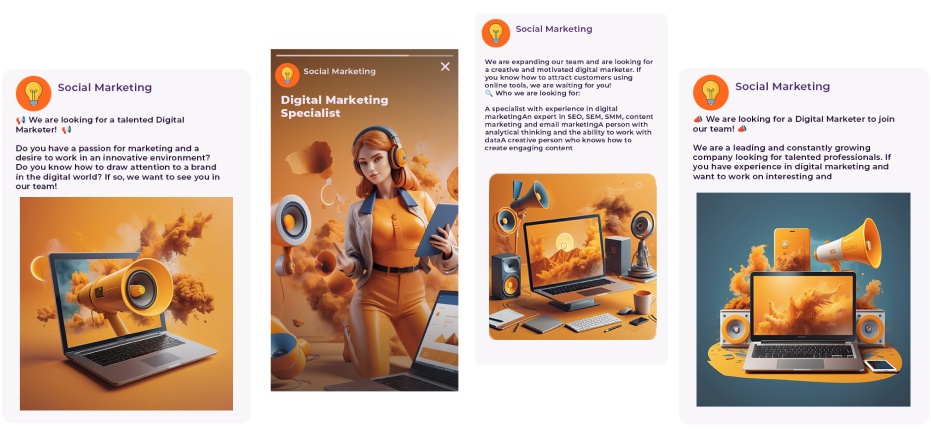 Social Marketing
📢 We are looking for a talented Digital
Marketer! 📢
Do you have a passion for marketing and a
desire to work in an innovative environment?
Do you know how to draw attention to a brand
in the digital world? If so, we want to see you in
our team!
Social Marketing
Digital Marketing
Specialist
Social Marketing
We are expanding our team and are looking for
a creative and motivated digital marketer. If
you know how to attract customers using
online tools, we are waiting for you!
🔍 Who we are looking for:
A specialist with experience in digital
marketingAn expert in SEO, SEM, SMM, content
marketing and email marketingA person with
analytical thinking and the ability to work with
dataA creative person who knows how to
create engaging content
Social Marketing
📣 We are looking for a Digital Marketer to join
our team! 📣
We are a leading and constantly growing
company looking for talented professionals. If
you have experience in digital marketing and
want to work on interesting and